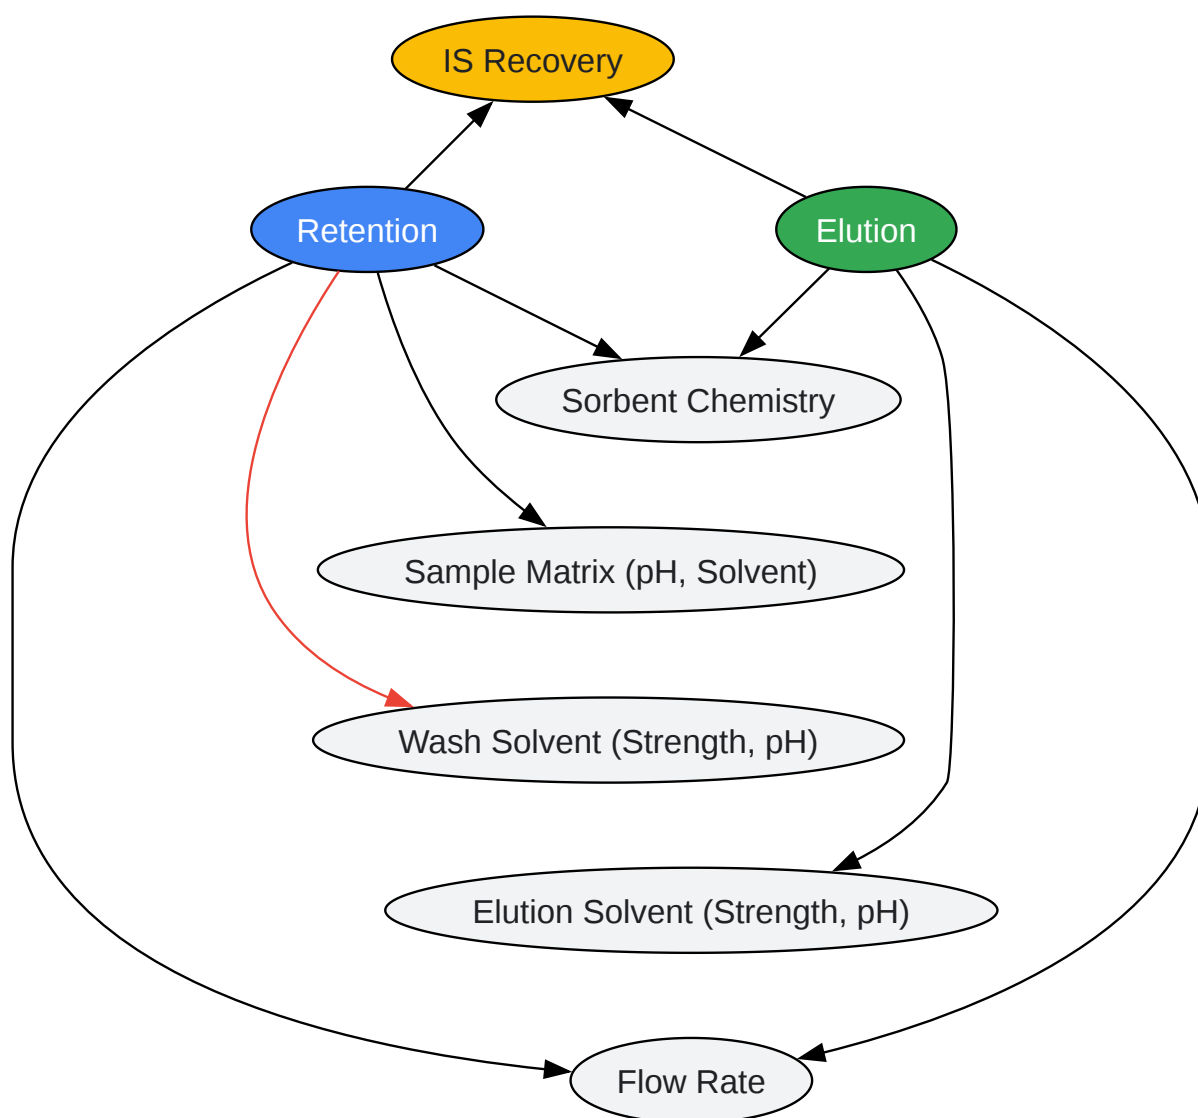 IS Recovery
Retention
Elution
Sorbent Chemistry
Sample Matrix (pH, Solvent)
Wash Solvent (Strength, pH)
Elution Solvent (Strength, pH)
Flow Rate